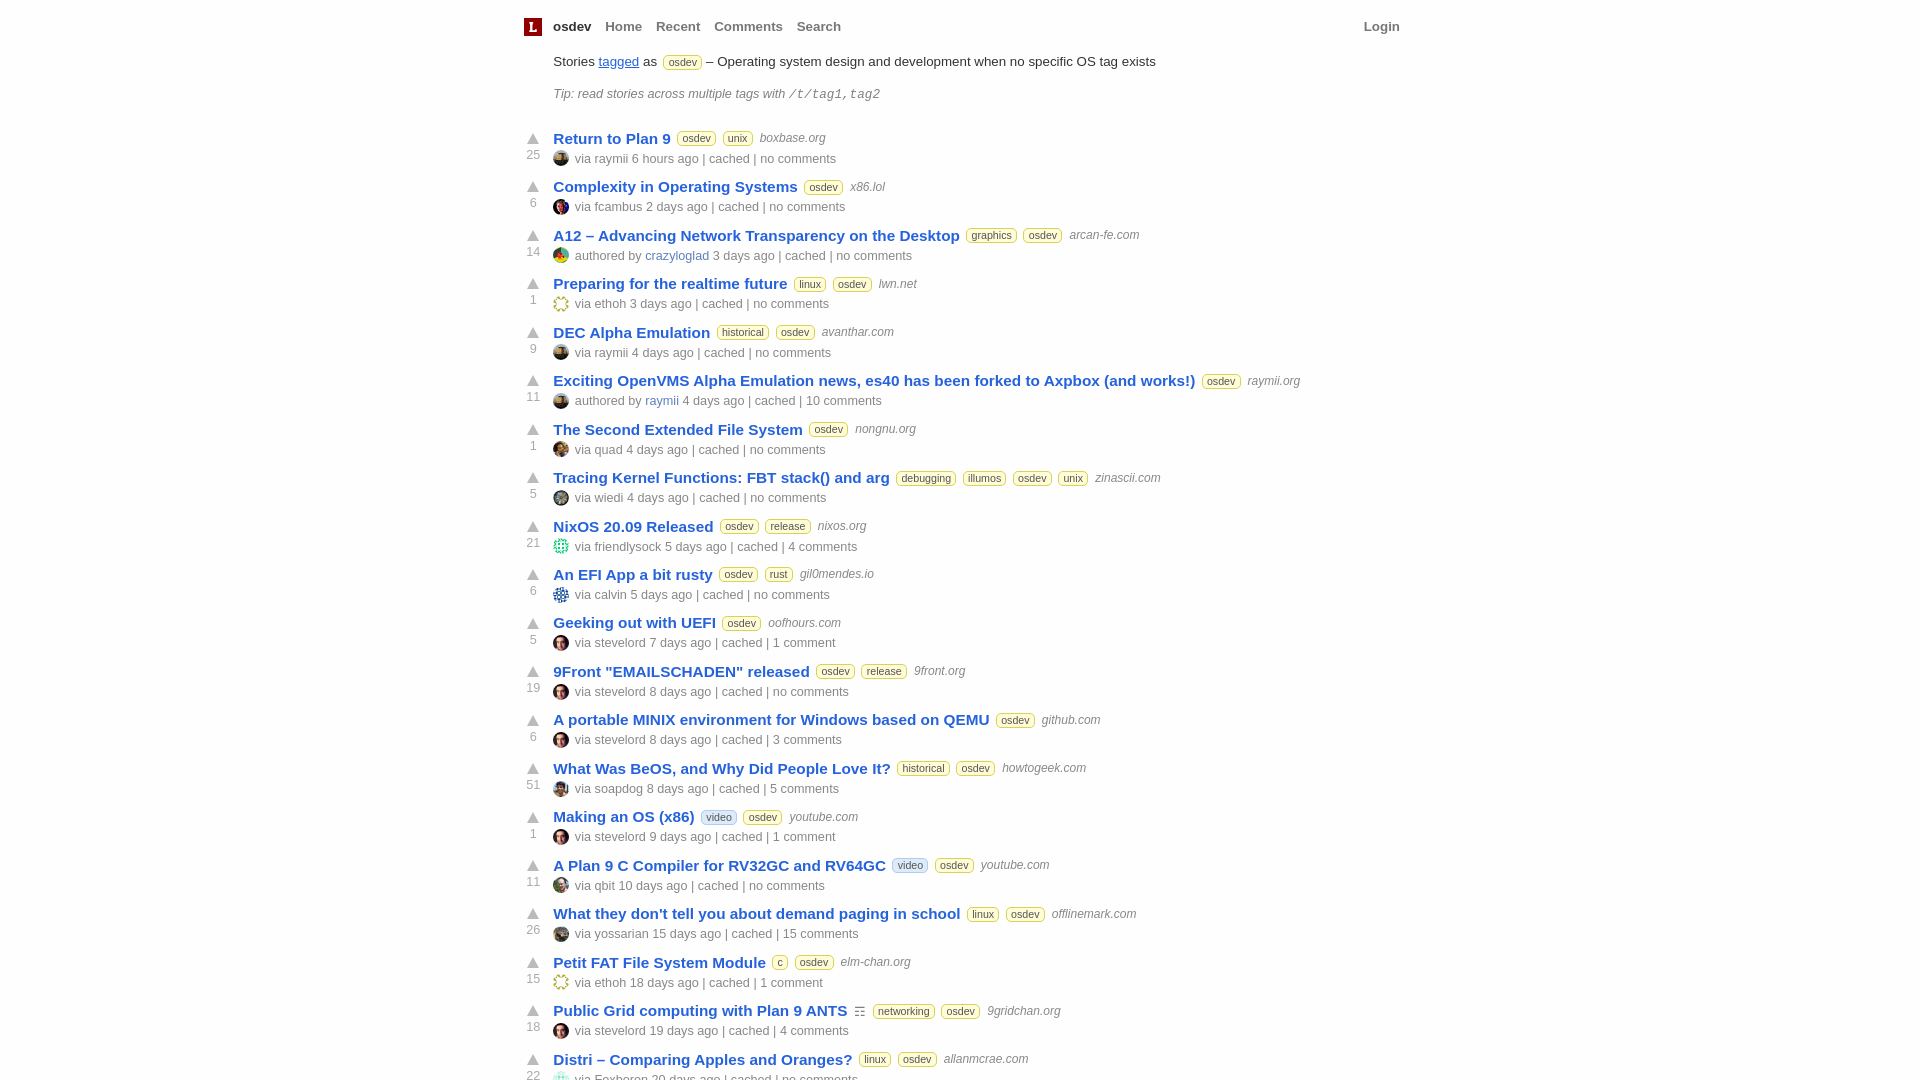 L osdev Home Recent Comments Search Login
Stories tagged as osdev – Operating system design and development when no specific OS tag exists
Tip: read stories across multiple tags with /t/tag1,tag2
Return to Plan 9 osdev unix boxbase.org
25 via raymii 6 hours ago | cached | no comments
Complexity in Operating Systems osdev x86.lol
6 via fcambus 2 days ago | cached | no comments
A12 – Advancing Network Transparency on the Desktop graphics osdev arcan-fe.com
14 authored by crazyloglad 3 days ago | cached | no comments
Preparing for the realtime future linux osdev lwn.net
1 via ethoh 3 days ago | cached | no comments
DEC Alpha Emulation historical osdev avanthar.com
9 via raymii 4 days ago | cached | no comments
Exciting OpenVMS Alpha Emulation news, es40 has been forked to Axpbox (and works!) osdev raymii.org
11 authored by raymii 4 days ago | cached | 10 comments
The Second Extended File System osdev nongnu.org
1 via quad 4 days ago | cached | no comments
Tracing Kernel Functions: FBT stack() and arg debugging illumos osdev unix zinascii.com
5 via wiedi 4 days ago | cached | no comments
NixOS 20.09 Released osdev release nixos.org
21 via friendlysock 5 days ago | cached | 4 comments
An EFI App a bit rusty osdev rust gil0mendes.io
6 via calvin 5 days ago | cached | no comments
Geeking out with UEFI osdev oofhours.com
5 via stevelord 7 days ago | cached | 1 comment
9Front "EMAILSCHADEN" released osdev release 9front.org
19 via stevelord 8 days ago | cached | no comments
A portable MINIX environment for Windows based on QEMU osdev github.com
6 via stevelord 8 days ago | cached | 3 comments
What Was BeOS, and Why Did People Love It? historical osdev howtogeek.com
51 via soapdog 8 days ago | cached | 5 comments
Making an OS (x86) video osdev youtube.com
1 via stevelord 9 days ago | cached | 1 comment
A Plan 9 C Compiler for RV32GC and RV64GC video osdev youtube.com
11 via qbit 10 days ago | cached | no comments
What they don't tell you about demand paging in school linux osdev offlinemark.com
26 via yossarian 15 days ago | cached | 15 comments
Petit FAT File System Module c osdev elm-chan.org
15 via ethoh 18 days ago | cached | 1 comment
Public Grid computing with Plan 9 ANTS ☶ networking osdev 9gridchan.org
18 via stevelord 19 days ago | cached | 4 comments
Distri – Comparing Apples and Oranges? linux osdev allanmcrae.com
22 via Foxboron 20 days ago | cached | no comments